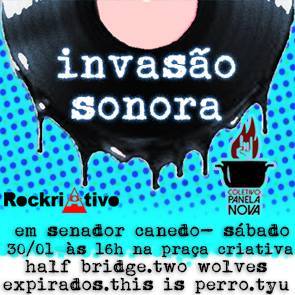 invasão
sonora
Rockriativo
COLETIVO
PANELA
NOVA
em senador canedo- sábado
30/01 às 16h na praça criativa
half bridge.two wolves
expirados.this is perro.tyu